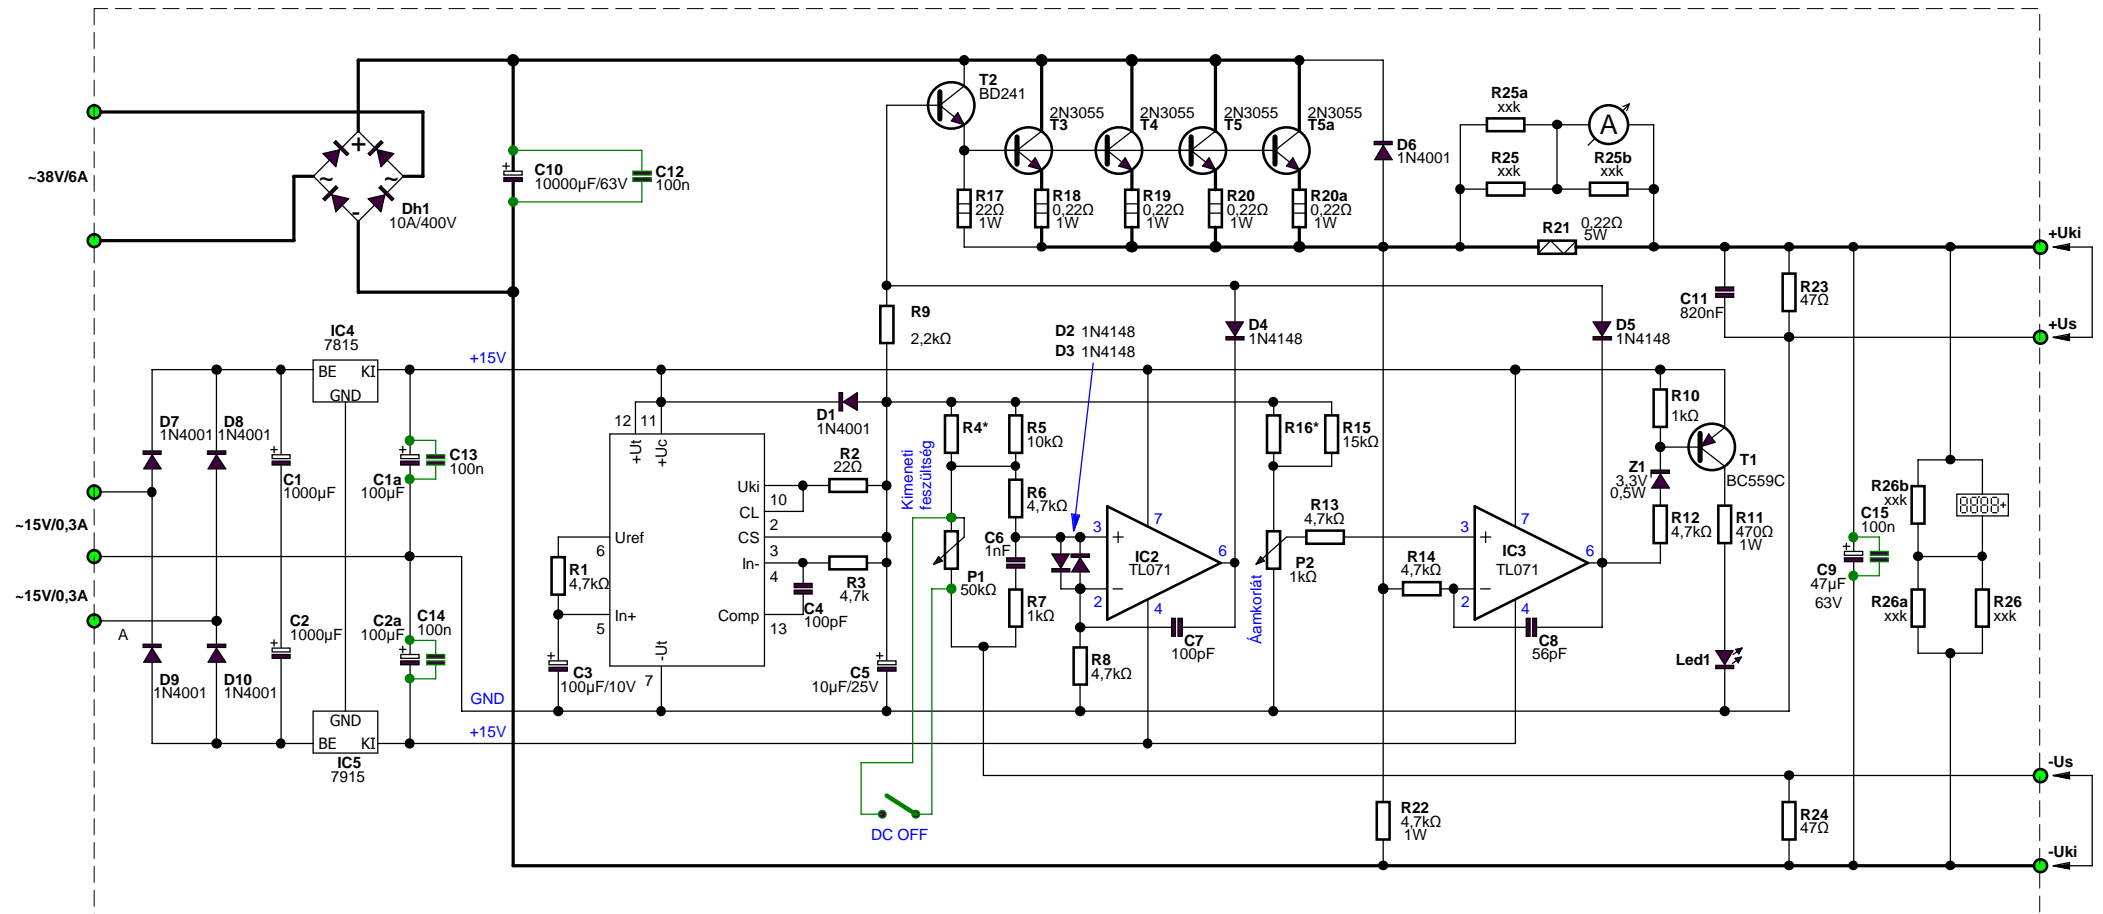 ~38V/6A
Dh1
10A/400V
+
~
~
-
C10
10000µF/63V
C12
100n
T2
BD241
2N3055
T3
2N3055
T4
2N3055
T5
2N3055
T5a
R17
22Ω
1W
R18
0,22Ω
1W
R19
0,22Ω
1W
R20
0,22Ω
1W
R20a
0,22Ω
1W
D6
1N4001
R25a
xxk
A
R25
xxk
R25b
xxk
R21
0,22Ω
5W
+Uki
C11
820nF
R23
47Ω
+Us
R9
2,2kΩ
D2 1N4148
D3 1N4148
D4
1N4148
D5
1N4148
IC4
7815
BE KI
GND
+15V
D7
1N4001
D8
1N4001
C1
1000µF
C1a
100µF
C13
100n
~15V/0,3A
~15V/0,3A
A
C2
1000µF
C2a
100µF
C14
100n
D9
1N4001
D10
1N4001
GND
GND
BE KI
IC5
7915
+15V
12 11
+Ut
+Uc
D1
1N4001
Uki
10
CL
2
CS
3
In-
4
Comp
13
Uref
6
In+
5
-Ut
7
R1
4,7kΩ
C3
100µF/10V
R2
22Ω
R3
4,7k
C4
100pF
C5
10µF/25V
Kimeneti
feszültség
R4*
R5
10kΩ
R6
4,7kΩ
C6
1nF
P1
50kΩ
R7
1kΩ
R8
4,7kΩ
3
+
7
IC2
TL071
6
2
−
4
C7
100pF
R16*
R15
15kΩ
R13
4,7kΩ
P2
1kΩ
Áamkorlát
R14
4,7kΩ
3
+
7
IC3
TL071
6
2
−
4
C8
56pF
R10
1kΩ
Z1
3,3V
0,5W
T1
BC559C
R12
4,7kΩ
R11
470Ω
1W
Led1
R26b
xxk
8888+
C15
100n
C9
47µF
63V
R26a
xxk
R26
xxk
DC OFF
R22
4,7kΩ
1W
-Us
R24
47Ω
-Uki